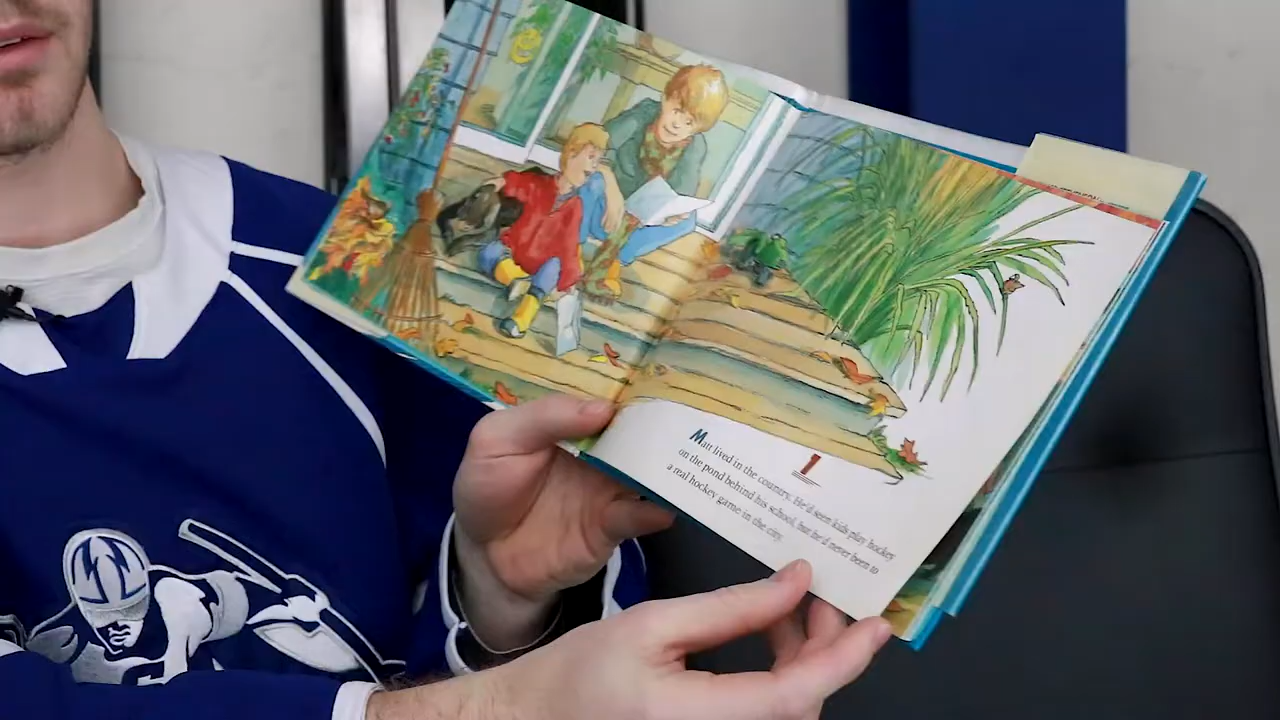 1
Matt lived in the country. He'd seen kids play hockey
on the pond behind his school, but he'd never been to
a real hockey game in the city.